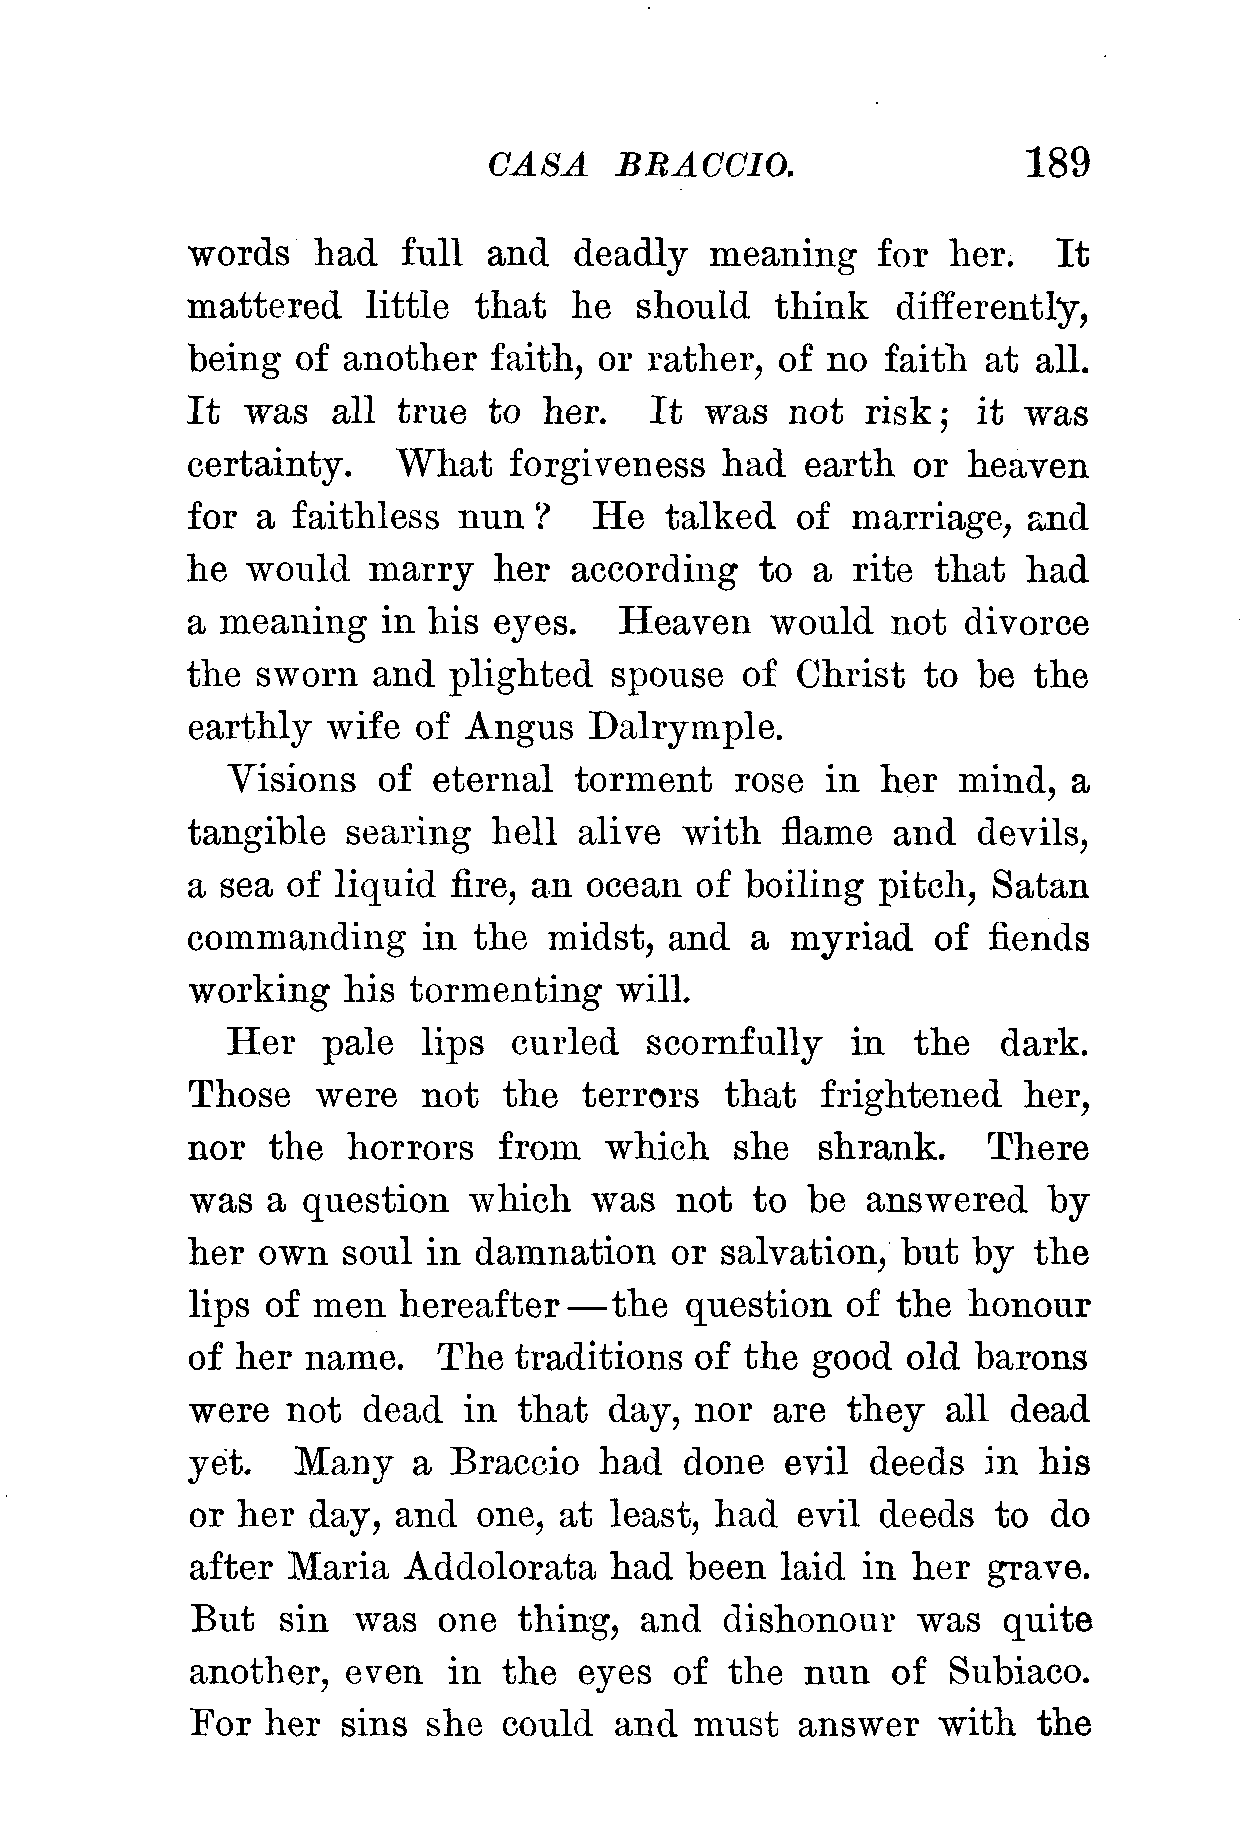 CASA BRACCIO. 189
words had full and deadly meaning for her. It
mattered little that he should think differently,
being of another faith, or rather, of no faith at all.
It was all true to her. It was not risk; it was
certainty. What forgiveness had earth or heaven
for a faithless nun? He talked of marriage, and
he would marry her according to a rite that had
a meaning in his eyes. Heaven would not divorce
the sworn and plighted spouse of Christ to be the
earthly wife of Angus Dalrymple.
Visions of eternal torment rose in her mind, a
tangible searing hell alive with flame and devils,
a sea of liquid fire, an ocean of boiling pitch, Satan
commanding in the midst, and a myriad of fiends
working his tormenting will.
Her pale lips curled scornfully in the dark.
Those were not the terrors that frightened her,
nor the horrors from which she shrank. There
was a question which was not to be answered by
her own soul in damnation or salvation, but by the
lips of men hereafter—the question of the honour
of her name. The traditions of the good old barons
were not dead in that day, nor are they all dead
yet. Many a Braccio had done evil deeds in his
or her day, and one, at least, had evil deeds to do
after Maria Addolorata had been laid in her grave.
But sin was one thing, and dishonour was quite
another, even in the eyes of the nun of Subiaco.
For her sins she could and must answer with the